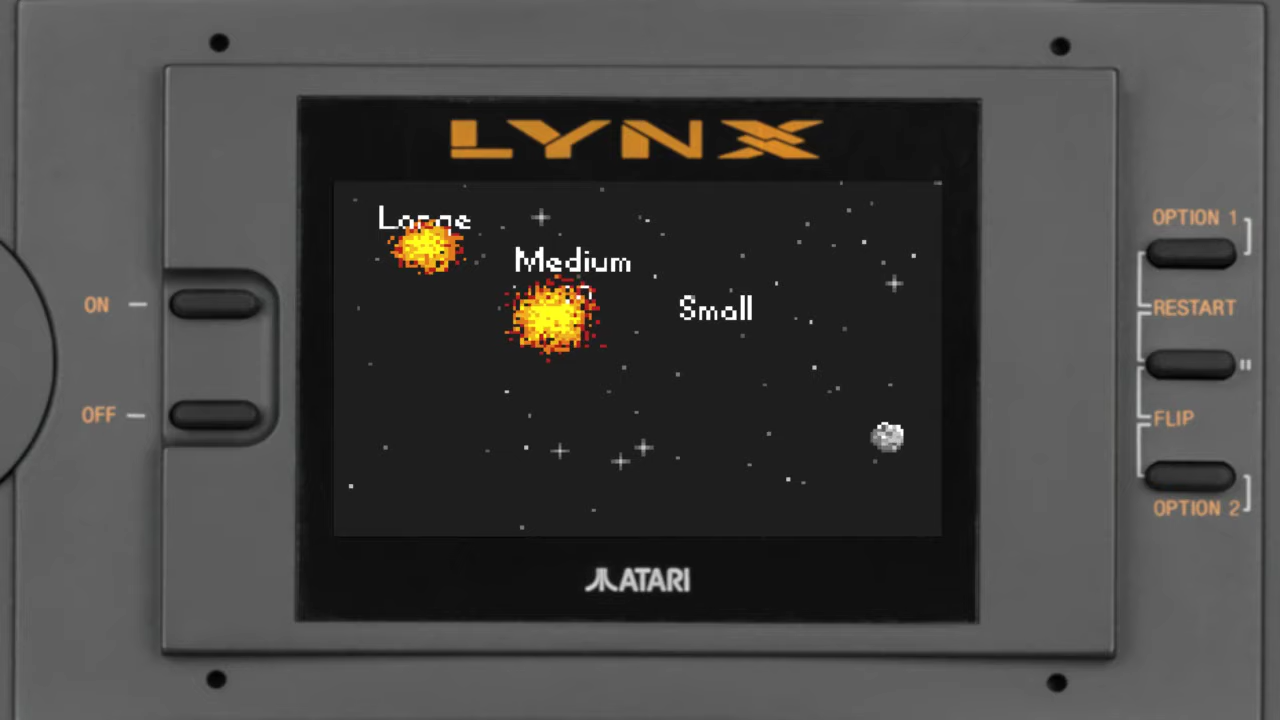 LYNX
Large
Medium
Small
ON
OFF
OPTION 1
RESTART
FLIP
OPTION 2
ATARI